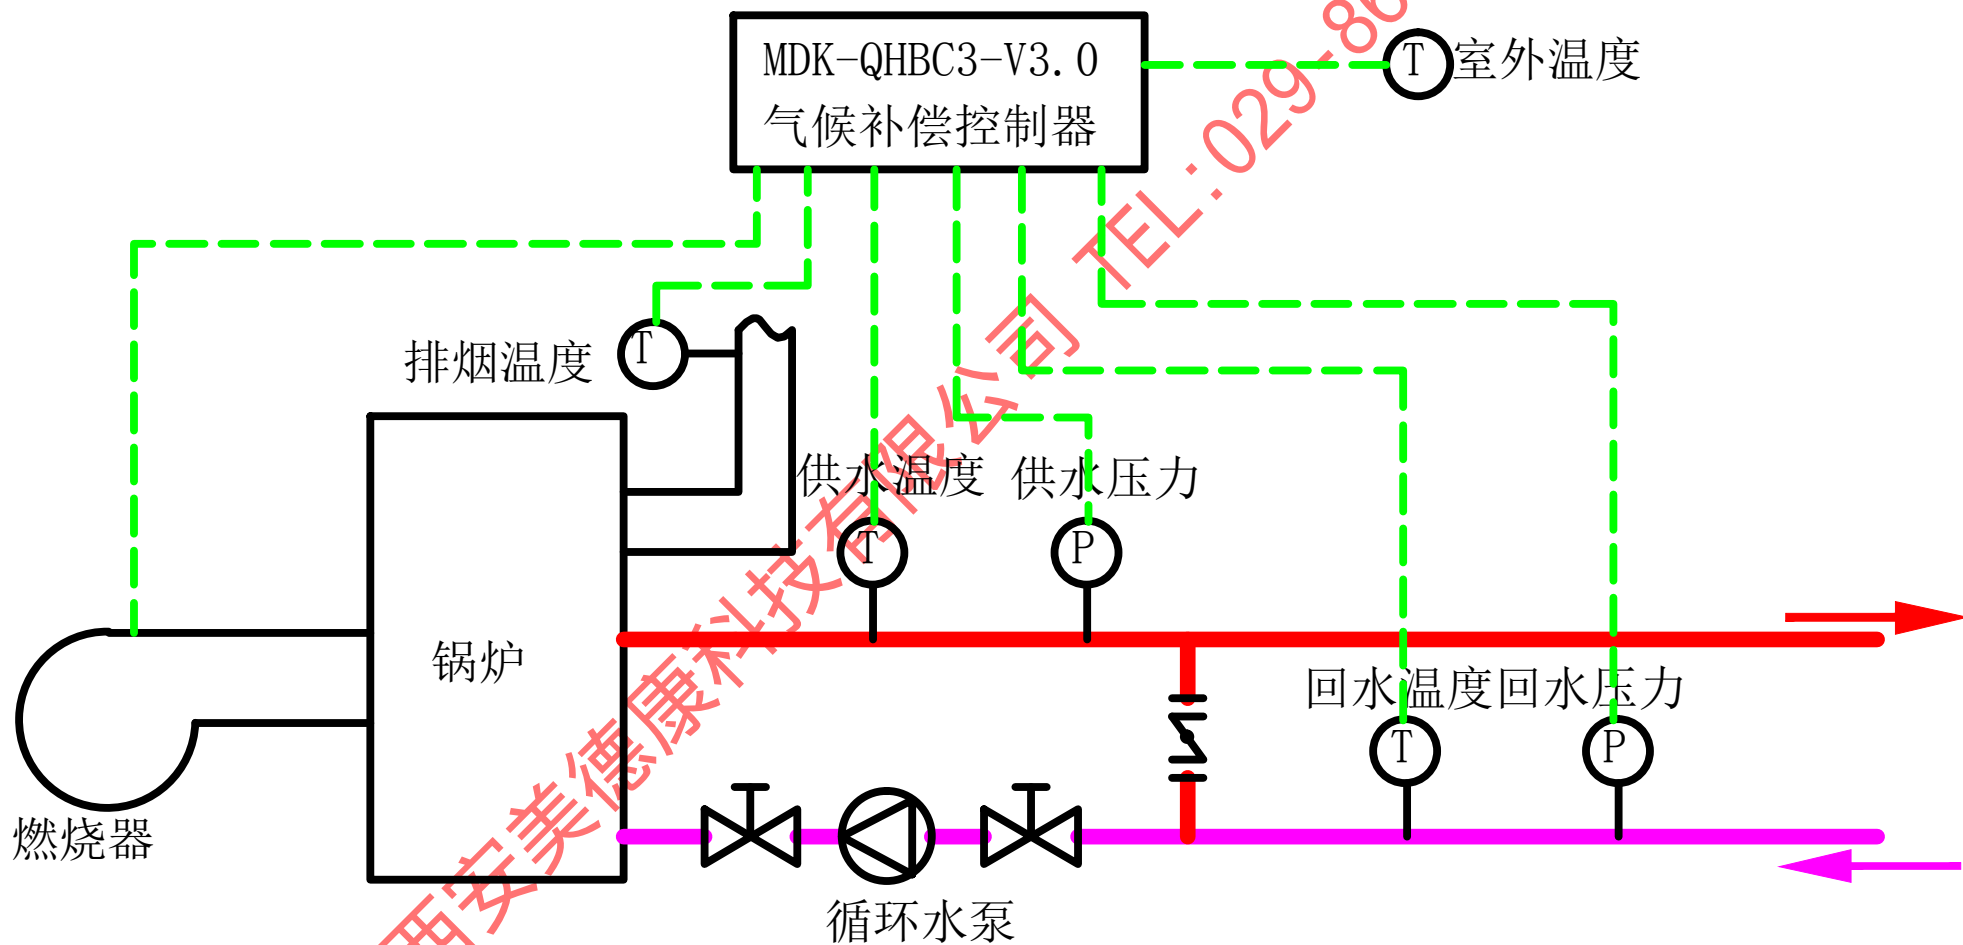 MDK-QHBC3-V3.0
气候补偿控制器
T
室外温度
排烟温度
T
供水温度
供水压力
T
P
锅炉
回水温度
回水压力
T
P
燃烧器
循环水泵
西安美德康科技有限公司 TEL:029-86